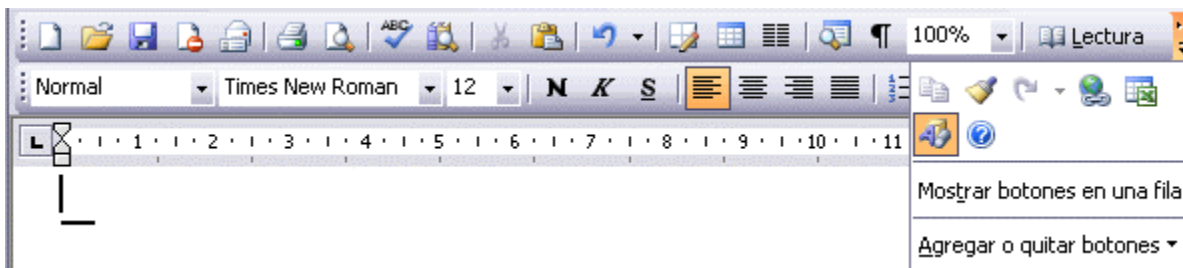 ABC ¶ 100% Lectura
Normal Times New Roman 12 N K S
L 1 2 3 4 5 6 7 8 9 10 11
Mostrar botones en una fila
Agregar o quitar botones